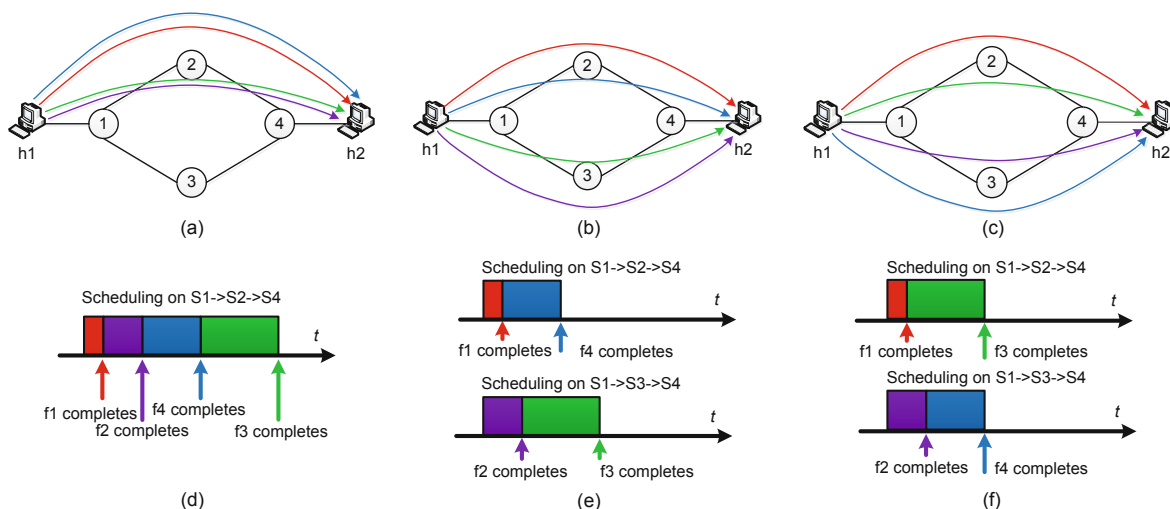 2
1
4
3
h1
h2
(a)
2
1
4
3
h1
h2
(b)
2
1
4
3
h1
h2
(c)
Scheduling on S1->S2->S4
t
f1 completes
f2 completes
f4 completes
f3 completes
(d)
Scheduling on S1->S2->S4
t
f1 completes
f4 completes
Scheduling on S1->S3->S4
t
f2 completes
f3 completes
(e)
Scheduling on S1->S2->S4
t
f1 completes
f3 completes
Scheduling on S1->S3->S4
t
f2 completes
f4 completes
(f)